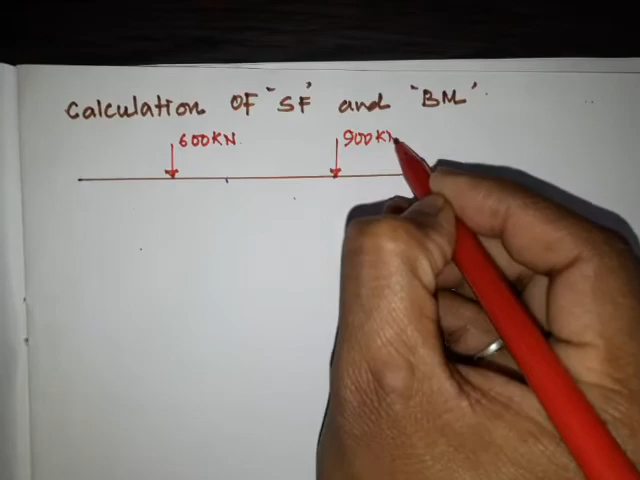 Calculation OF "SF" and "BM".
600KN 900KN